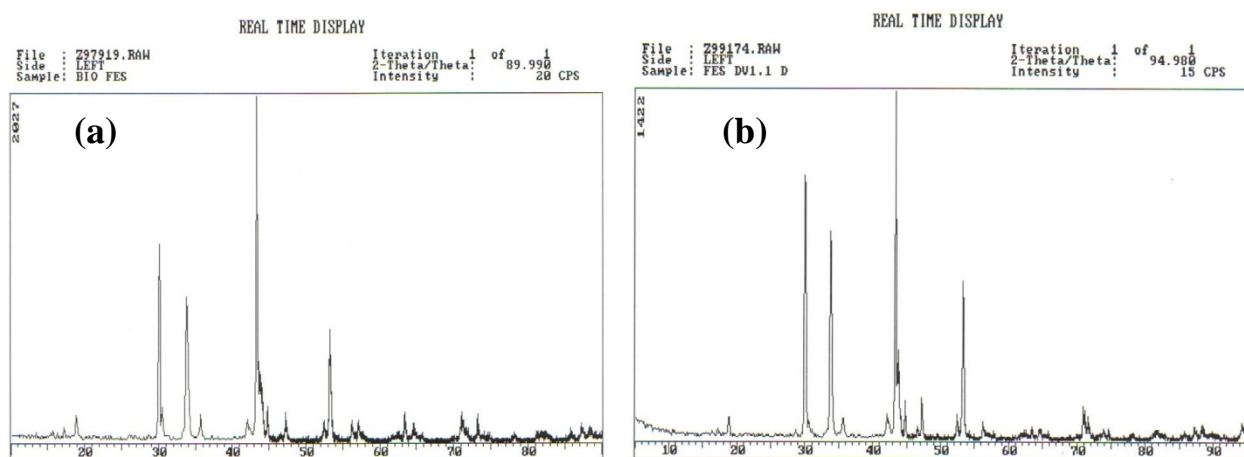 REAL TIME DISPLAY
File : Z97919.RAW Iteration 1 of 1
Side : LEFT 2-Theta/Theta: 89.990
Sample: BIO FES Intensity : 20 CPS
2027
(a)
10 20 30 40 50 60 70 80
REAL TIME DISPLAY
File : Z99174.RAW Iteration 1 of 1
Side : LEFT 2-Theta/Theta: 94.980
Sample: FES DV1.1 D Intensity : 15 CPS
1422
(b)
10 20 30 40 50 60 70 80 90